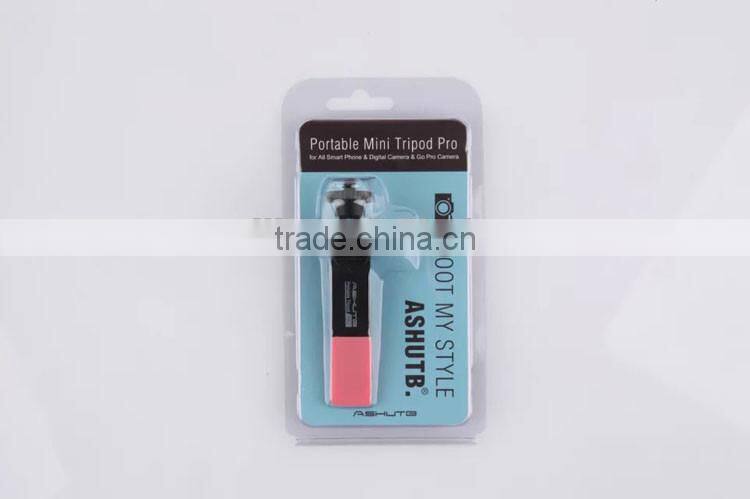 Portable Mini Tripod Pro
for All Smart Phone & Digital Camera & Go Pro Camera
trade.china.cn
OOT MY STYLE
ASHUTB.®
ASHUTB
ASHUTB